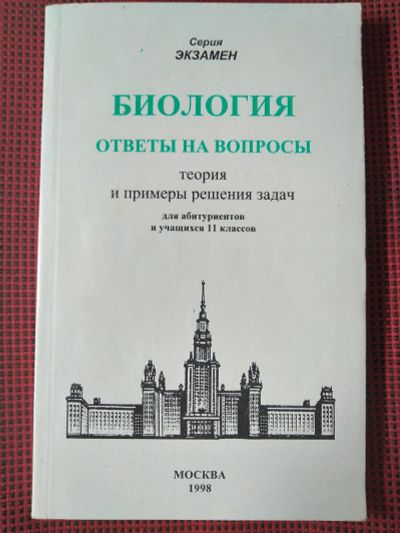 Серия
ЭКЗАМЕН
БИОЛОГИЯ
ОТВЕТЫ НА ВОПРОСЫ
теория
и примеры решения задач
для абитуриентов
и учащихся 11 классов
МОСКВА
1998